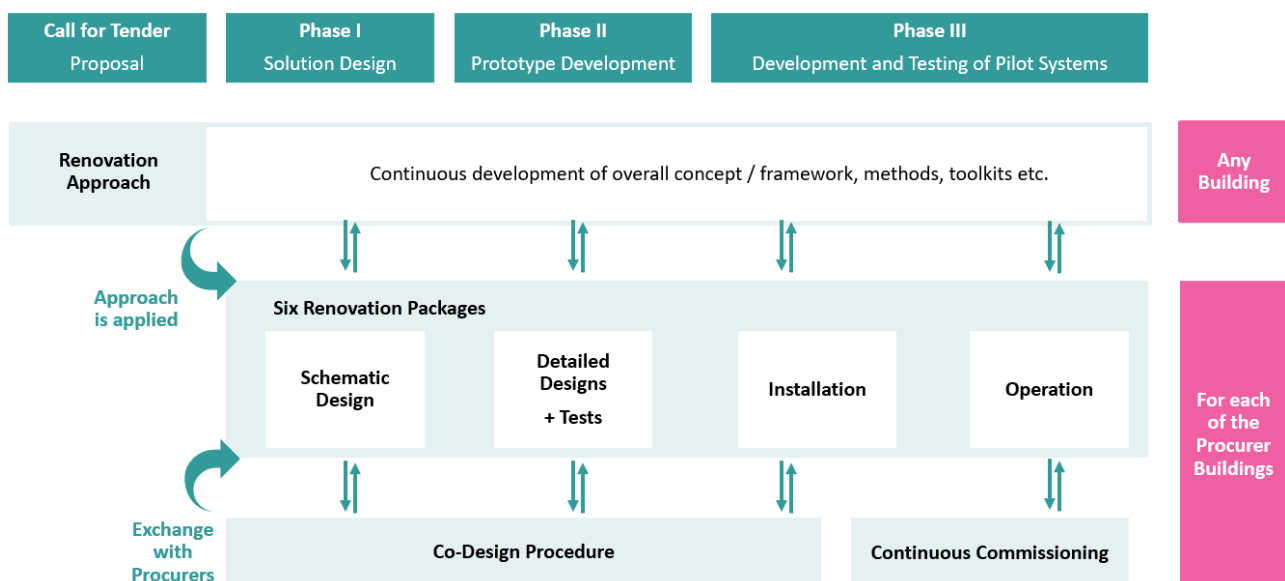 Call for Tender
Proposal
Phase I
Solution Design
Phase II
Prototype Development
Phase III
Development and Testing of Pilot Systems
Renovation
Approach
Continuous development of overall concept / framework, methods, toolkits etc.
Any
Building
Approach
is applied
Six Renovation Packages
Schematic
Design
Detailed
Designs
+ Tests
Installation
Operation
For each
of the
Procurer
Buildings
Exchange
with
Procurers
Co-Design Procedure
Continuous Commissioning